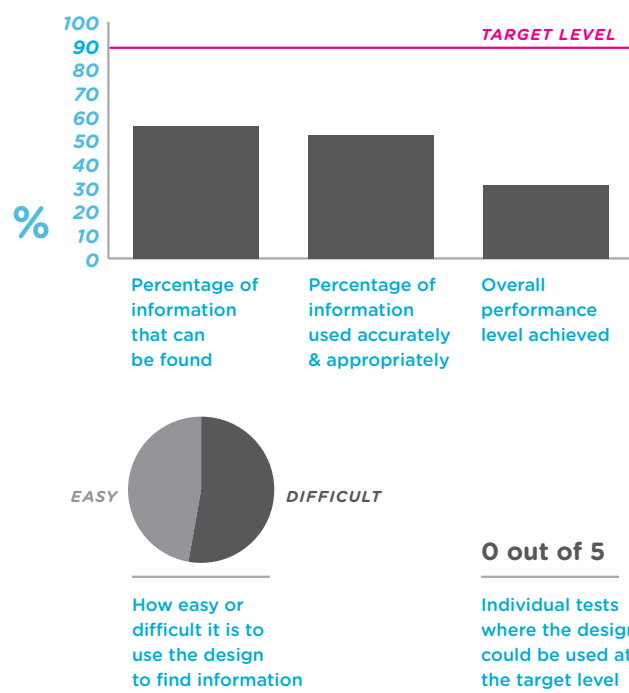 100
TARGET LEVEL
90
80
70
60
50
40
30
20
10
0
%
Percentage of
information
that can
be found
Percentage of
information
used accurately
& appropriately
Overall
performance
level achieved
EASY
DIFFICULT
How easy or
difficult it is to
use the design
to find information
0 out of 5
Individual tests
where the design
could be used at
the target level